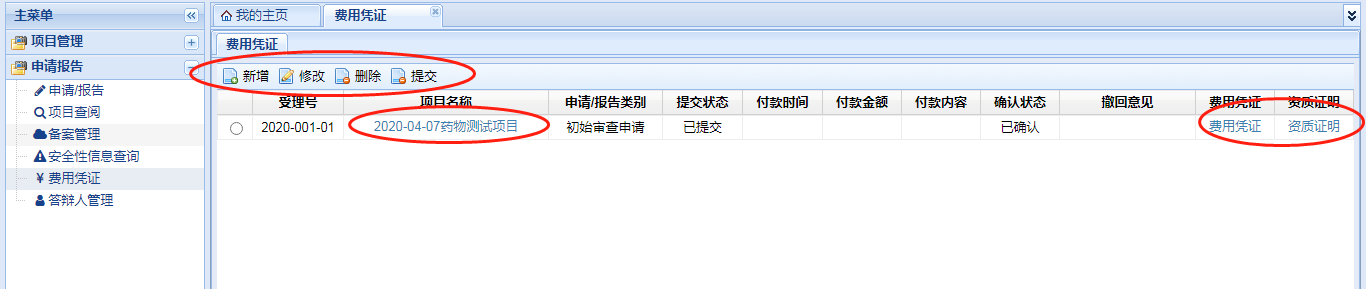 主菜单
我的主页
费用凭证
项目管理
申请报告
申请/报告
项目查阅
备案管理
安全性信息查询
¥ 费用凭证
答辩人管理
费用凭证
新增 修改 删除 提交
受理号 项目名称 申请/报告类别 提交状态 付款时间 付款金额 付款内容 确认状态 撤回意见 费用凭证 资质证明
2020-001-01 2020-04-07药物测试项目 初始审查申请 已提交 已确认 费用凭证 资质证明